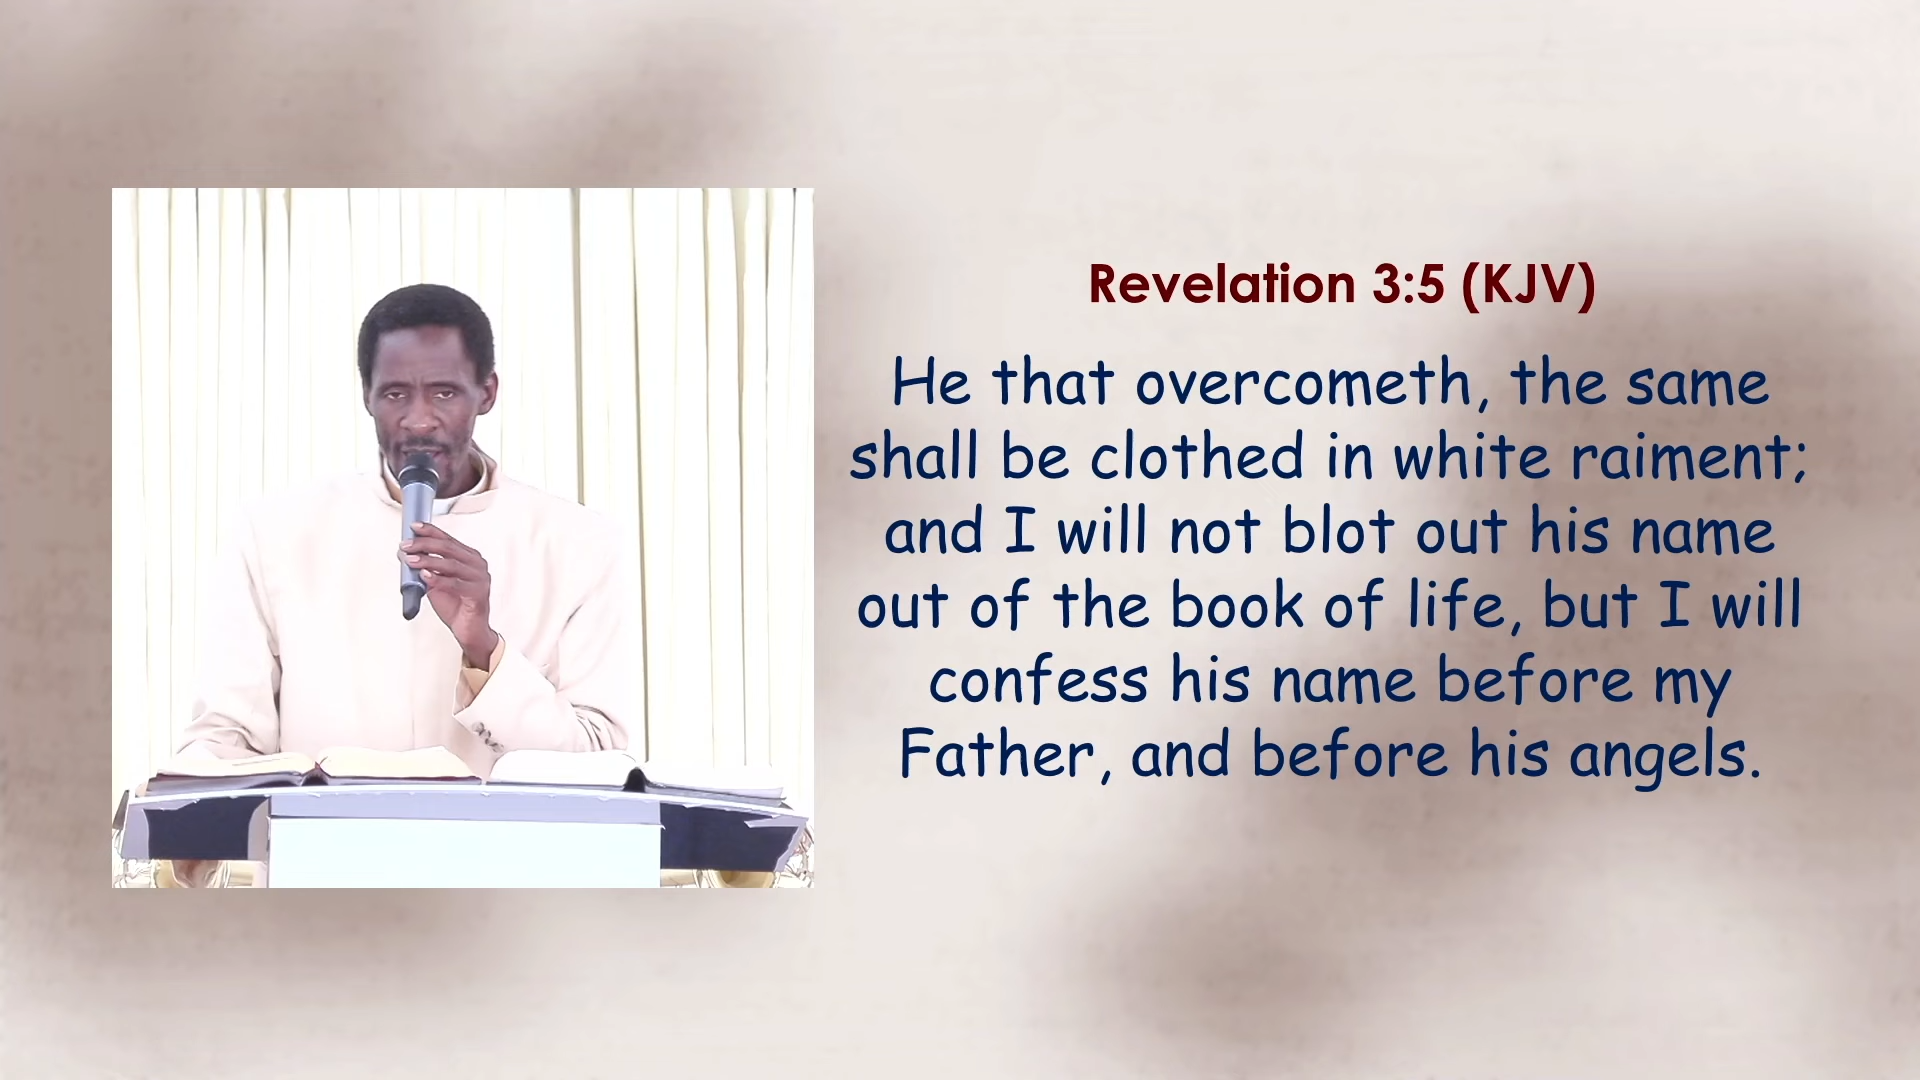 Revelation 3:5 (KJV)
He that overcometh, the same
shall be clothed in white raiment;
and I will not blot out his name
out of the book of life, but I will
confess his name before my
Father, and before his angels.